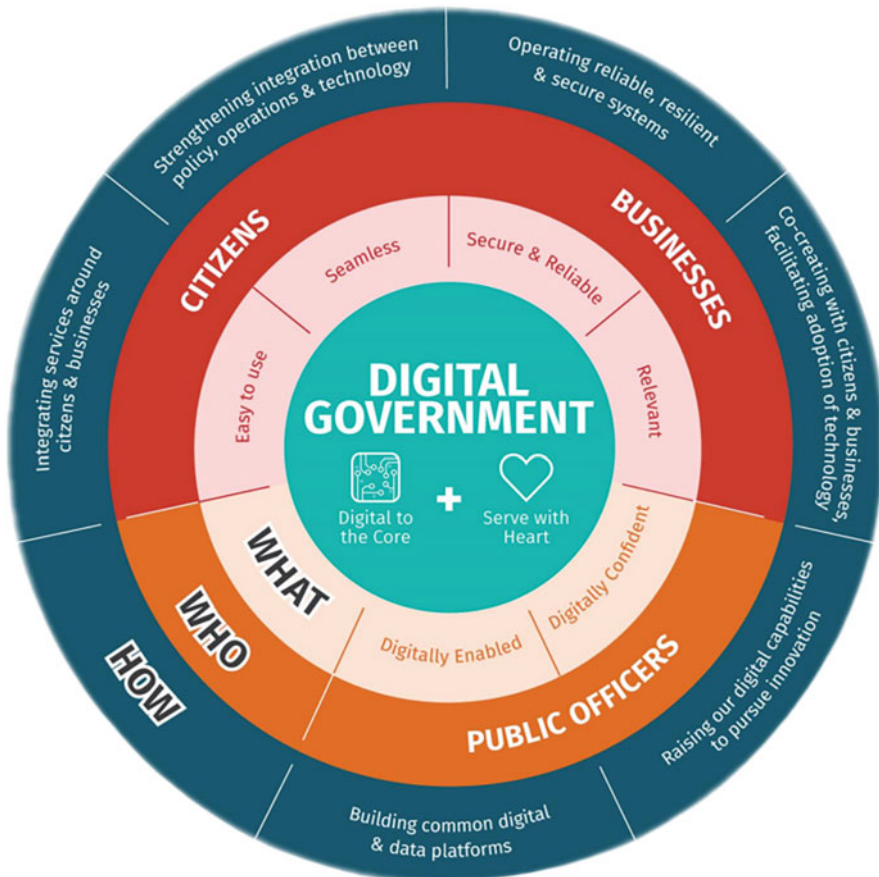 Strengthening integration between
policy, operations & technology
Operating reliable, resilient
& secure systems
Co-creating with citizens & businesses,
facilitating adoption of technology
Raising our digital capabilities
to pursue innovation
Building common digital
& data platforms
HOW
Integrating services around
citzens & businesses
CITIZENS
BUSINESSES
PUBLIC OFFICERS
WHO
Easy to use
Seamless
Secure & Reliable
Relevant
Digitally Confident
Digitally Enabled
WHAT
DIGITAL
GOVERNMENT
Digital to
the Core
+
Serve with
Heart